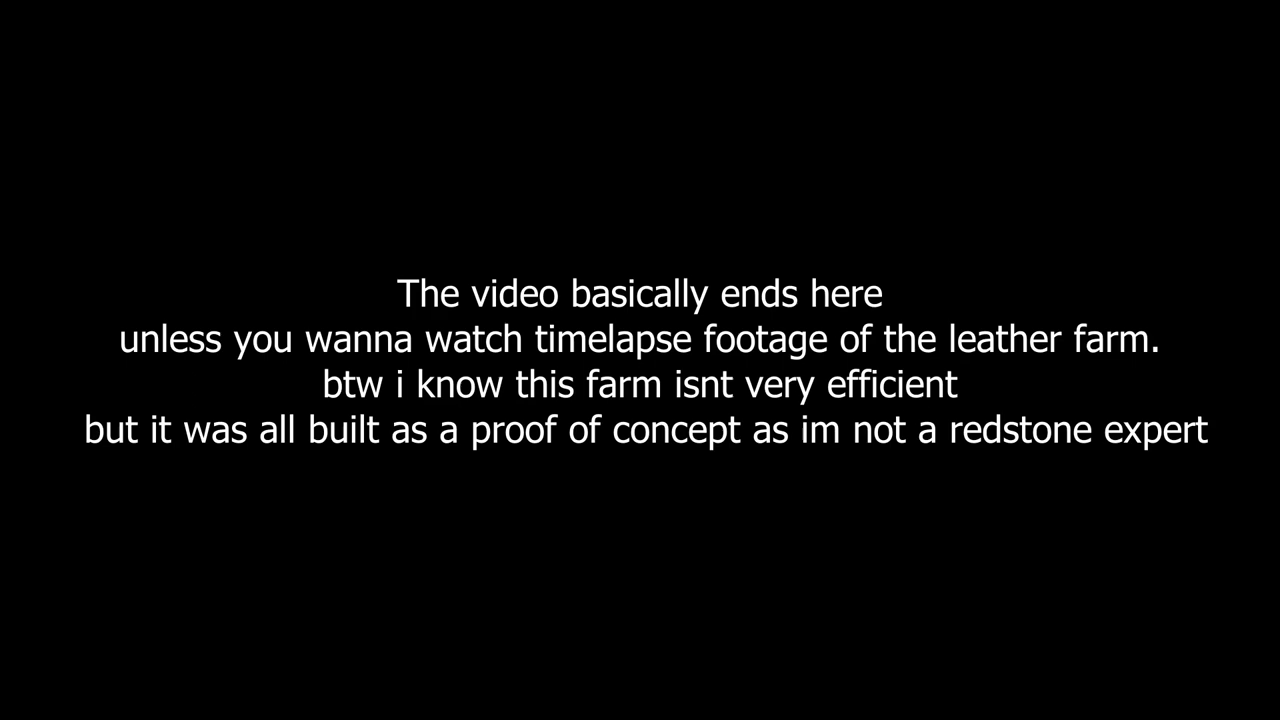 The video basically ends here
unless you wanna watch timelapse footage of the leather farm.
btw i know this farm isnt very efficient
but it was all built as a proof of concept as im not a redstone expert